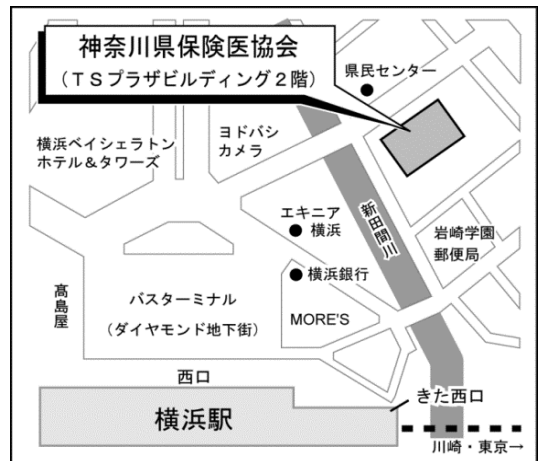 神奈川県保険医協会
（ＴＳプラザビルディング２階）
県民センター
横浜ベイシェラトン
ホテル＆タワーズ
ヨドバシ
カメラ
エキニア
横浜
新田間川
岩崎学園
郵便局
横浜銀行
髙島屋
バスターミナル
（ダイヤモンド地下街）
MORE'S
西口
きた西口
横浜駅
川崎・東京→